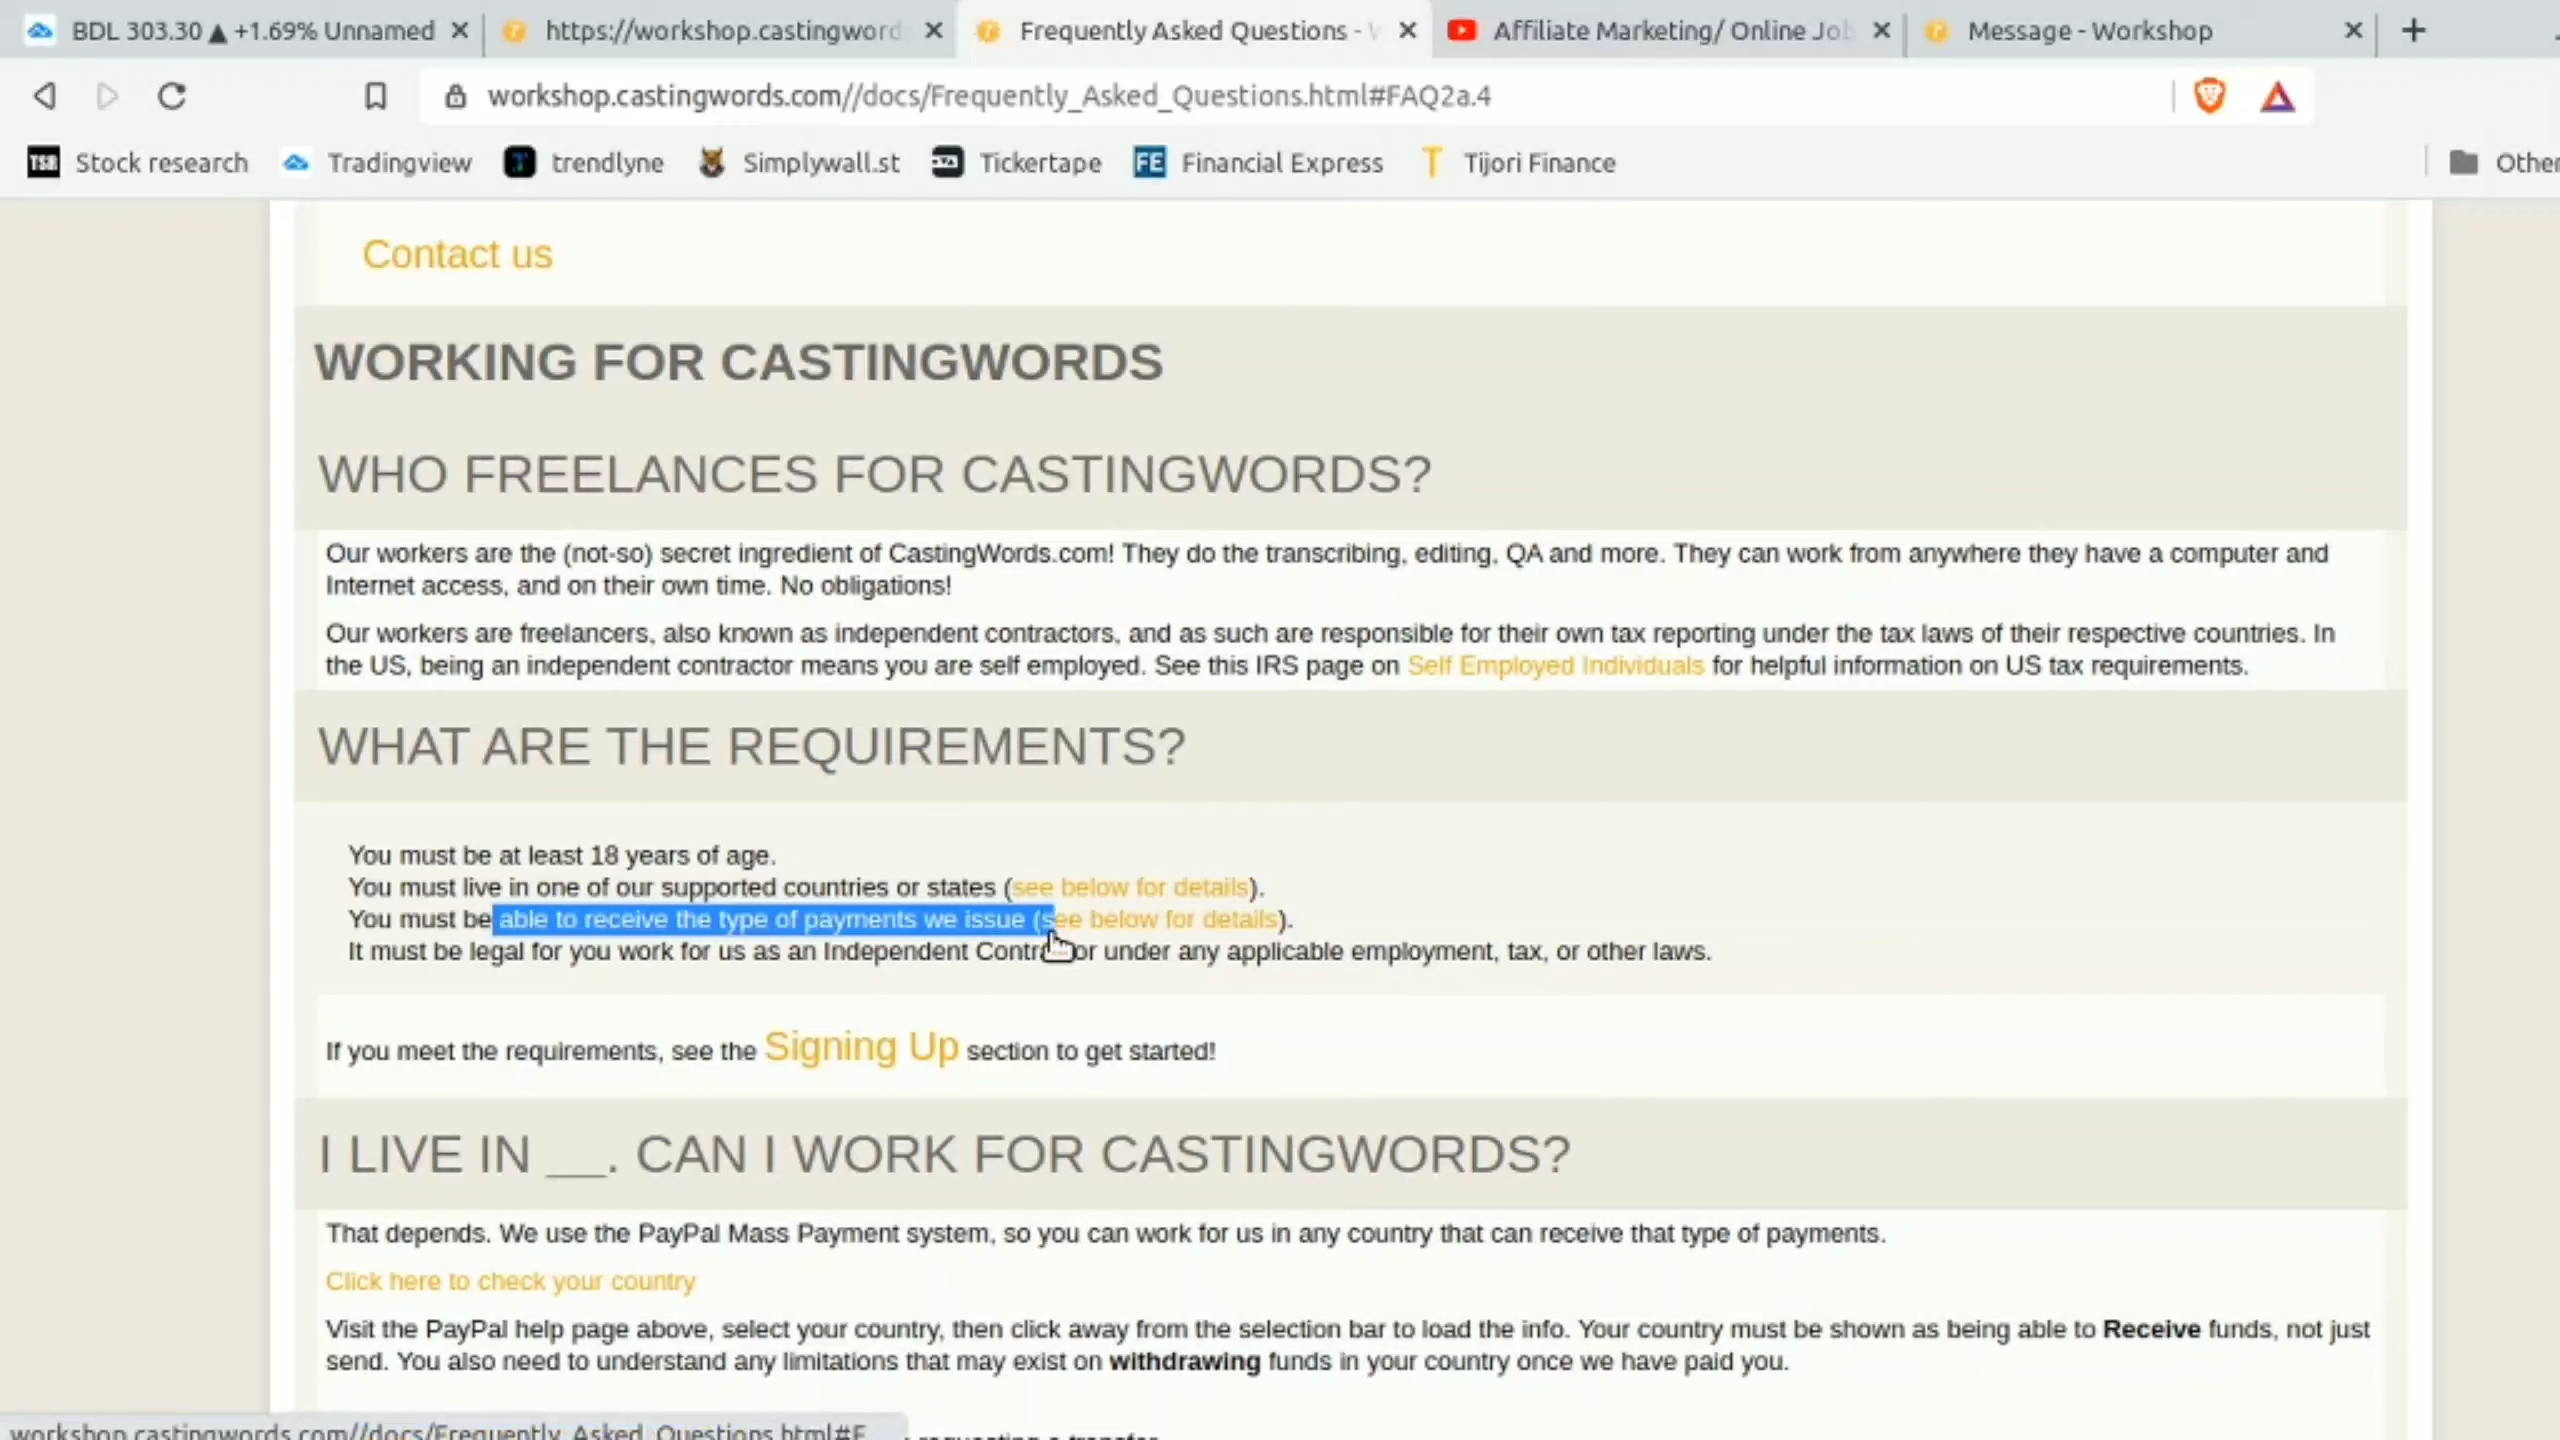 BDL 303.30 ▲ +1.69% Unnamed
https://workshop.castingword
Frequently Asked Questions - W
Affiliate Marketing/ Online Job
Message - Workshop
workshop.castingwords.com//docs/Frequently_Asked_Questions.html#FAQ2a.4
TSR Stock research
Tradingview
trendlyne
Simplywall.st
Tickertape
FE Financial Express
Tijori Finance
Other
Contact us
WORKING FOR CASTINGWORDS
WHO FREELANCES FOR CASTINGWORDS?
Our workers are the (not-so) secret ingredient of CastingWords.com! They do the transcribing, editing, QA and more. They can work from anywhere they have a computer and
Internet access, and on their own time. No obligations!
Our workers are freelancers, also known as independent contractors, and as such are responsible for their own tax reporting under the tax laws of their respective countries. In
the US, being an independent contractor means you are self employed. See this IRS page on Self Employed Individuals for helpful information on US tax requirements.
WHAT ARE THE REQUIREMENTS?
You must be at least 18 years of age.
You must live in one of our supported countries or states (see below for details).
You must be able to receive the type of payments we issue (see below for details).
It must be legal for you work for us as an Independent Contractor under any applicable employment, tax, or other laws.
If you meet the requirements, see the Signing Up section to get started!
I LIVE IN __. CAN I WORK FOR CASTINGWORDS?
That depends. We use the PayPal Mass Payment system, so you can work for us in any country that can receive that type of payments.
Click here to check your country
Visit the PayPal help page above, select your country, then click away from the selection bar to load the info. Your country must be shown as being able to Receive funds, not just
send. You also need to understand any limitations that may exist on withdrawing funds in your country once we have paid you.
workshop.castingwords.com//docs/Frequently_Asked_Questions.html#F...
requesting a transfer